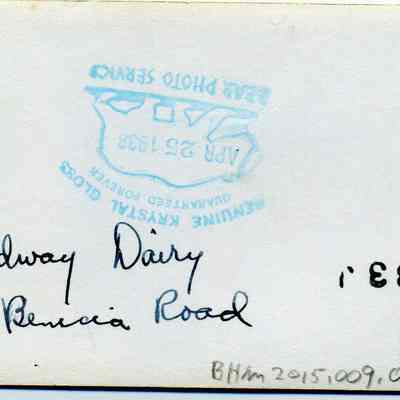 GENUINE KRYSTAL GLOSS
GUARANTEED FOREVER
APR 25 1938
BEAR PHOTO SERVICE
dway Dairy
Benicia Road
BHM 2015.009.0